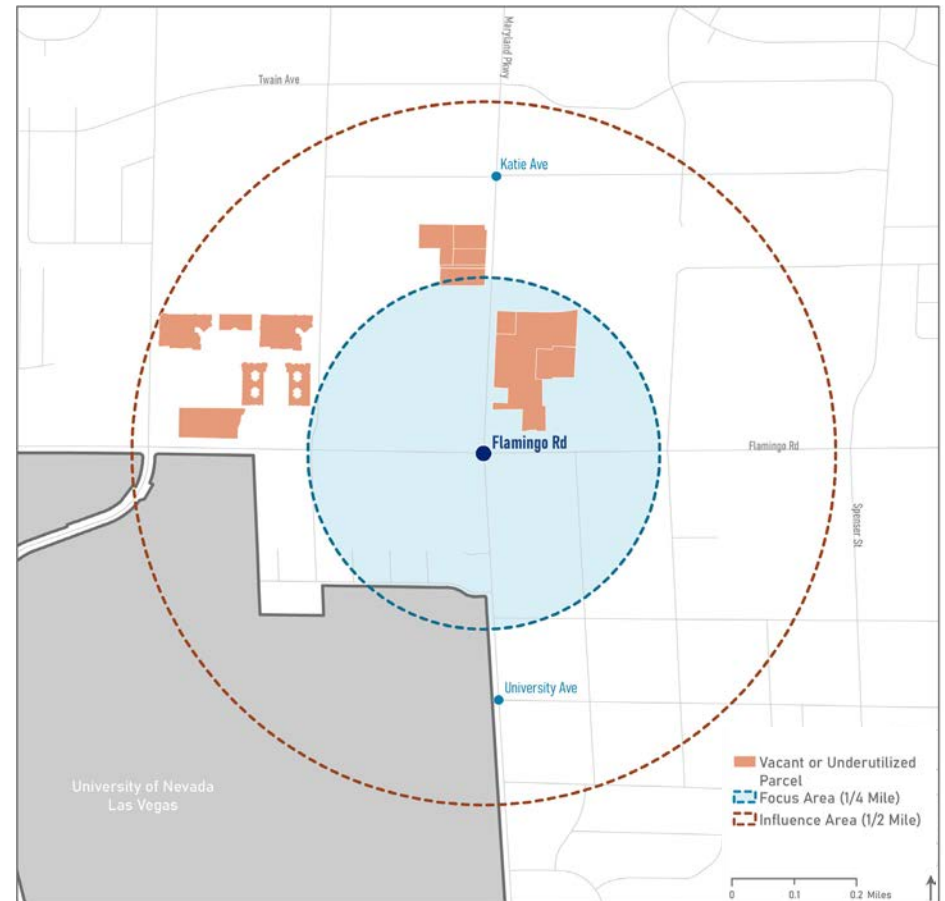 Maryland Pkwy
Twain Ave
Katie Ave
Flamingo Rd
Flamingo Rd
Spenser St
University Ave
University of Nevada
Las Vegas
Vacant or Underutilized
Parcel
Focus Area (1/4 Mile)
Influence Area (1/2 Mile)
0 0.1 0.2 Miles